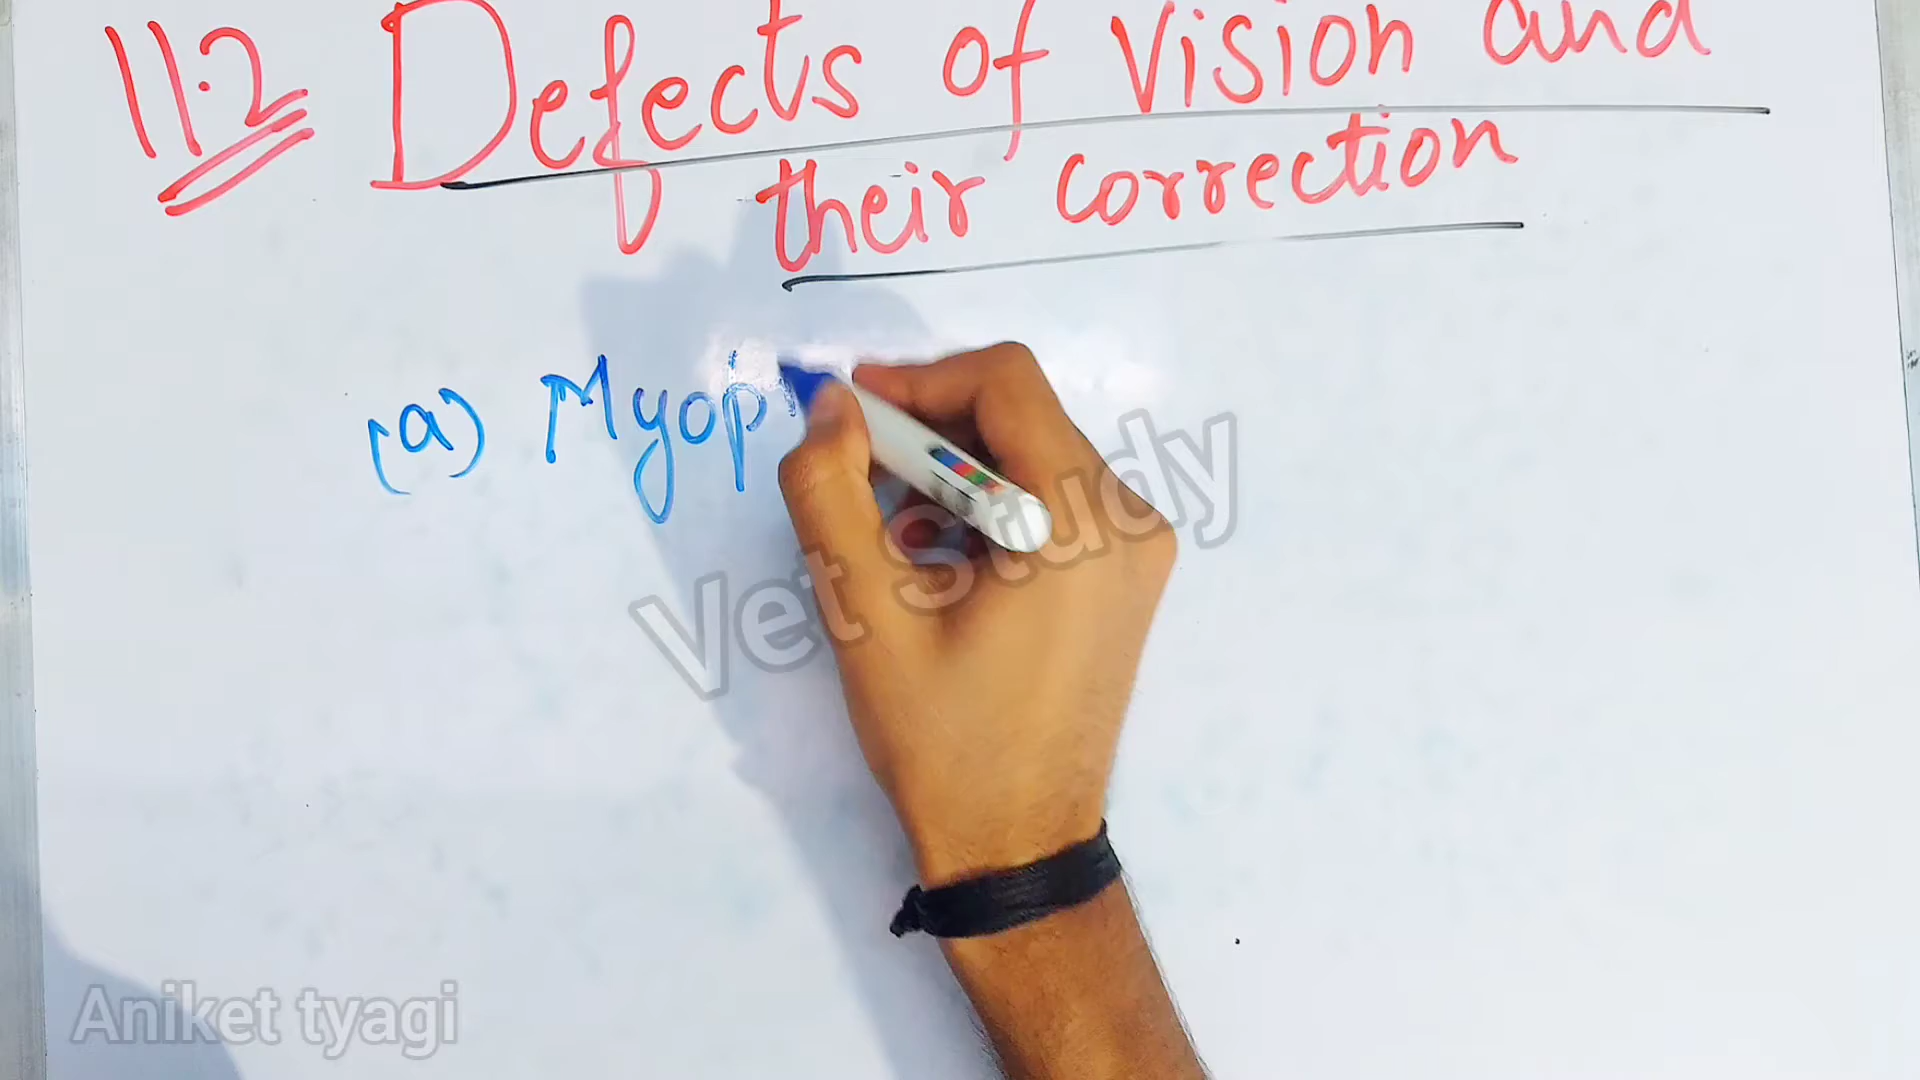 11.2 Defects of Vision and
their correction
(a) Myop
Vet Study
Aniket tyagi